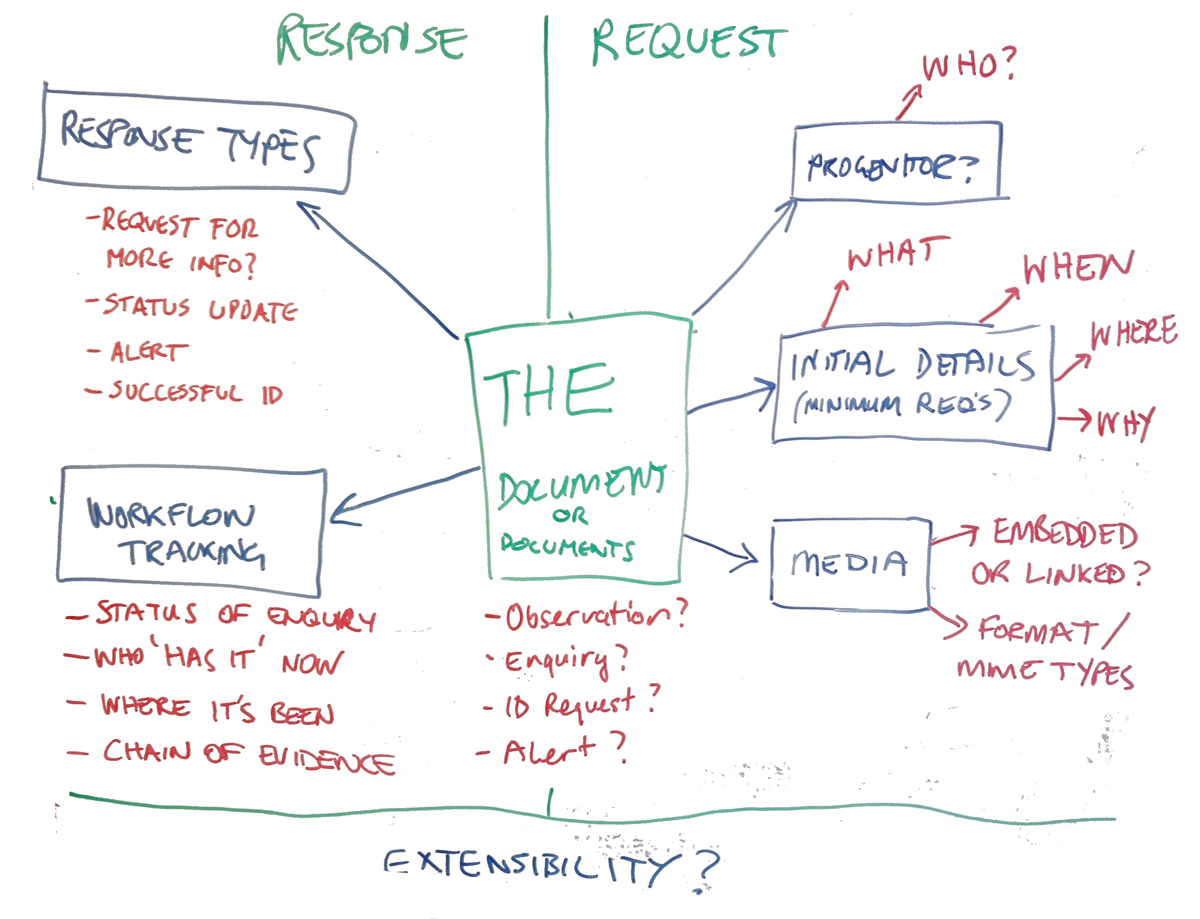 RESPONSE
REQUEST
RESPONSE TYPES
- REQUEST FOR
MORE INFO?
- STATUS UPDATE
- ALERT
- SUCCESSFUL ID
WORKFLOW
TRACKING
- STATUS OF ENQUIRY
- WHO 'HAS IT' NOW
- WHERE IT'S BEEN
- CHAIN OF EVIDENCE
THE
DOCUMENT
OR
DOCUMENTS
- Observation?
- Enquiry?
- ID Request?
- Alert?
WHO?
PROGENITOR?
WHAT
WHEN
WHERE
WHY
INITIAL DETAILS
(MINIMUM REQ'S)
MEDIA
EMBEDDED
OR LINKED?
FORMAT /
MIME TYPES
EXTENSIBILITY?